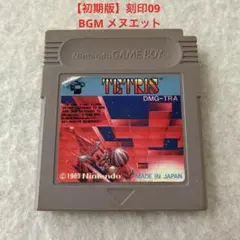 【初期版】刻印09
BGM メヌエット
Nintendo GAME BOY
TETRIS
DMG-TRA
©1989 Nintendo
MADE IN JAPAN